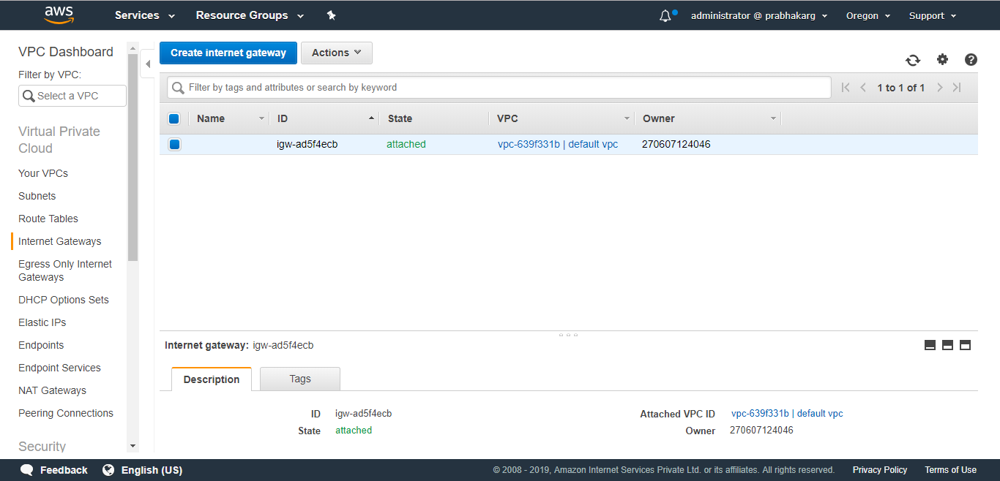 aws Services Resource Groups administrator @ prabhakarg Oregon Support
VPC Dashboard
Filter by VPC:
Select a VPC
Virtual Private
Cloud
Your VPCs
Subnets
Route Tables
Internet Gateways
Egress Only Internet
Gateways
DHCP Options Sets
Elastic IPs
Endpoints
Endpoint Services
NAT Gateways
Peering Connections
Security
Create internet gateway Actions
Filter by tags and attributes or search by keyword 1 to 1 of 1
Name ID State VPC Owner
igw-ad5f4ecb attached vpc-639f331b | default vpc 270607124046
Internet gateway: igw-ad5f4ecb
Description Tags
ID igw-ad5f4ecb Attached VPC ID vpc-639f331b | default vpc
State attached Owner 270607124046
Feedback English (US) © 2008 - 2019, Amazon Internet Services Private Ltd. or its affiliates. All rights reserved. Privacy Policy Terms of Use